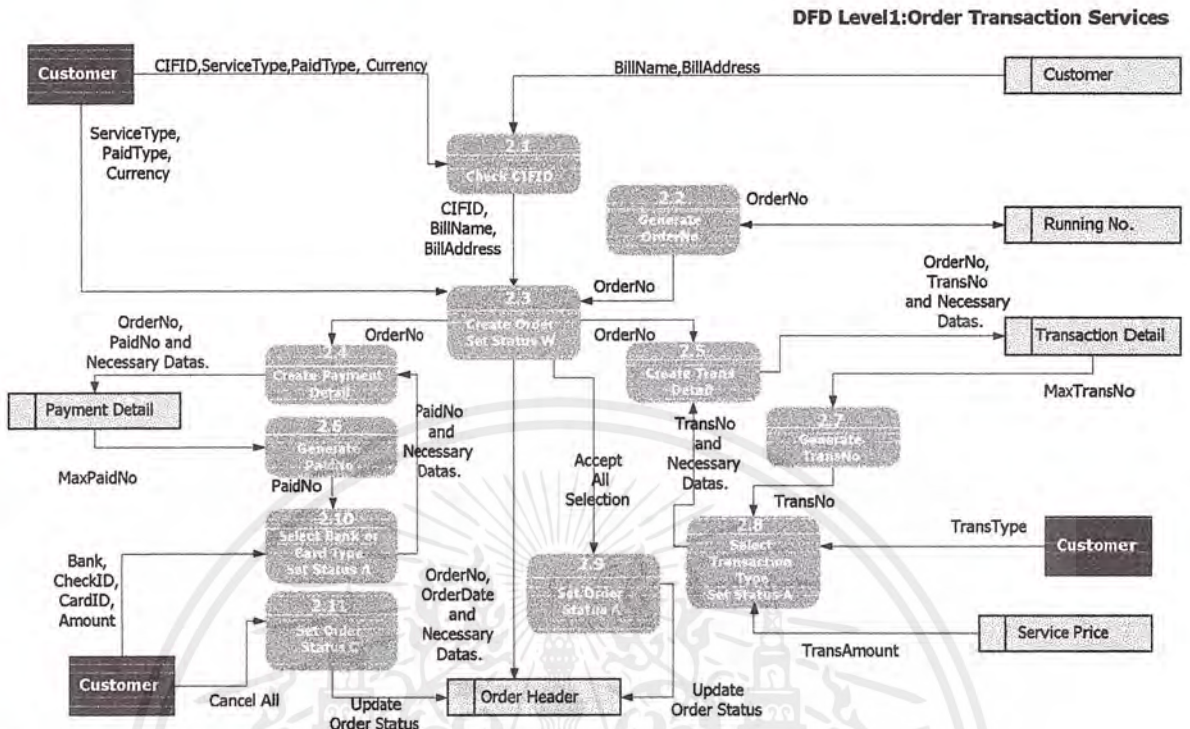 DFD Level1:Order Transaction Services
Customer
CIFID,ServiceType,PaidType, Currency
BillName,BillAddress
Customer
ServiceType,
PaidType,
Currency
2.1
Check CIFID
CIFID,
BillName,
BillAddress
2.2
Generate
OrderNo
OrderNo
Running No.
OrderNo
2.3
Create Order
Set Status W
OrderNo,
TransNo
and Necessary
Datas.
OrderNo,
PaidNo and
Necessary Datas.
OrderNo
OrderNo
2.4
Create Payment
Detail
2.5
Create Trans
Detail
Transaction Detail
Payment Detail
MaxTransNo
PaidNo
and
Necessary
Datas.
TransNo
and
Necessary
Datas.
2.7
Generate
TransNo
2.6
Generate
PaidNo
MaxPaidNo
PaidNo
Accept
All
Selection
TransNo
2.10
Select Bank or
Card Type
Set Status A
2.8
Select
Transaction
Type
Set Status A
TransType
Customer
Bank,
CheckID,
CardID,
Amount
OrderNo,
OrderDate
and
Necessary
Datas.
2.9
Set Order
Status A
2.11
Set Order
Status C
Service Price
TransAmount
Customer
Cancel All
Update
Order Status
Order Header
Update
Order Status